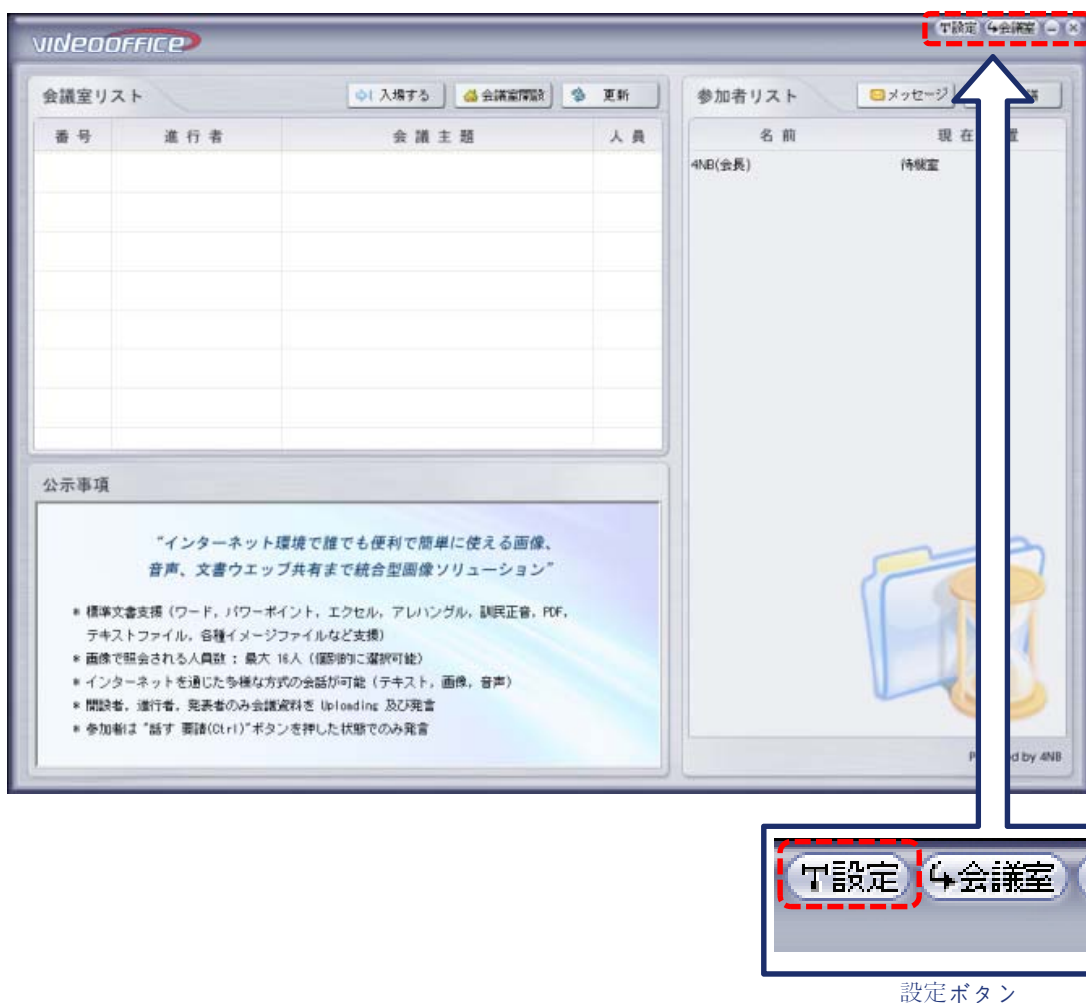 VIDEOOFFICE
設定 会議室
会議室リスト
入場する 会議室開設 更新
番号 進行者 会議主題 人員
参加者リスト
メッセージ
名前 現在
4NB(会長) 待機室
公示事項
"インターネット環境で誰でも便利で簡単に使える画像、
音声、文書ウエッブ共有まで統合型画像ソリューション"
* 標準文書支援（ワード, パワーポイント, エクセル, アレハングル, 訓民正音, PDF,
テキストファイル, 各種イメージファイルなど支援)
* 画像で照会される人員数 : 最大 16人（個別的に選択可能）
* インターネットを通じた多様な方式の会話が可能（テキスト, 画像, 音声）
* 開設者, 進行者, 発表者のみ会議資料を Uploading 及び発言
* 参加者は "話す 要請(Ctrl)"ボタンを押した状態でのみ発言
by 4NB
設定 会議室
設定ボタン